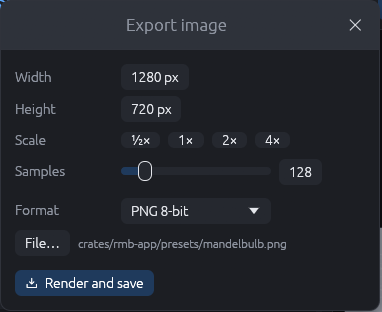 Export image
Width 1280 px
Height 720 px
Scale ½× 1× 2× 4×
Samples 128
Format PNG 8-bit
File... crates/rmb-app/presets/mandelbulb.png
Render and save